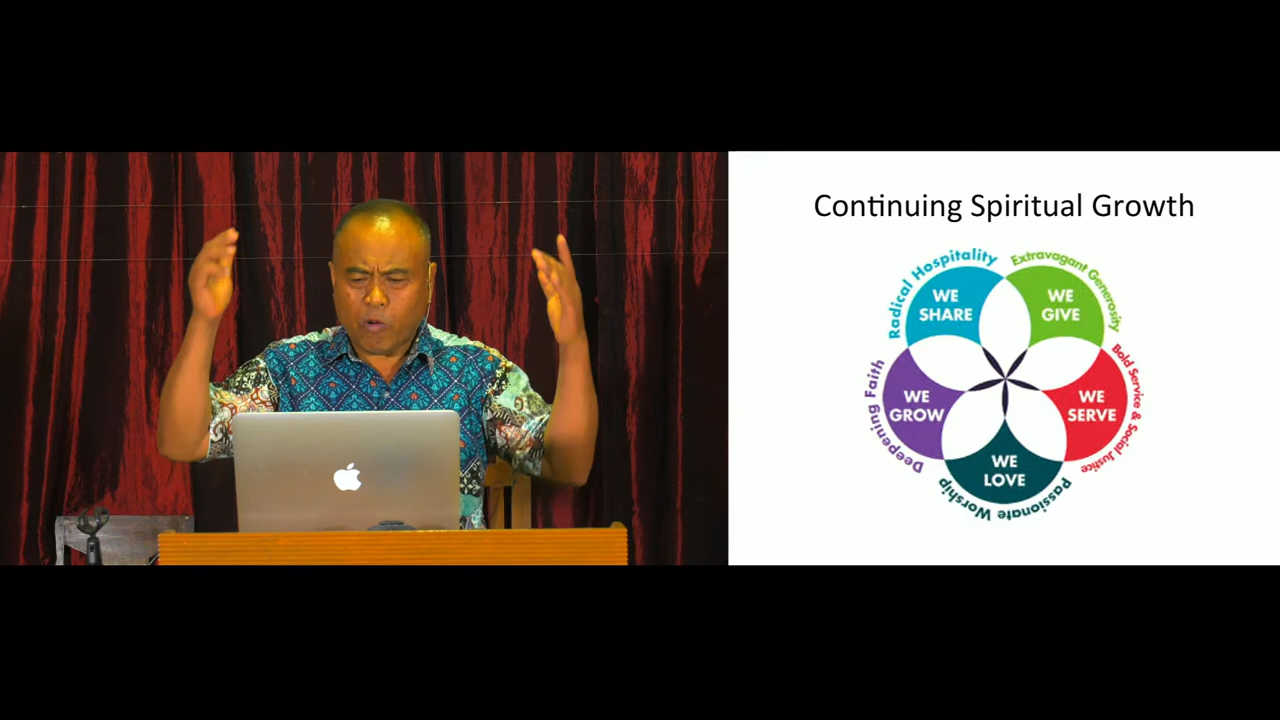 Continuing Spiritual Growth
Radical Hospitality
Extravagant Generosity
WE
SHARE
WE
GIVE
Deepening Faith
Bold Service & Social Justice
WE
GROW
WE
SERVE
WE
LOVE
Passionate Worship